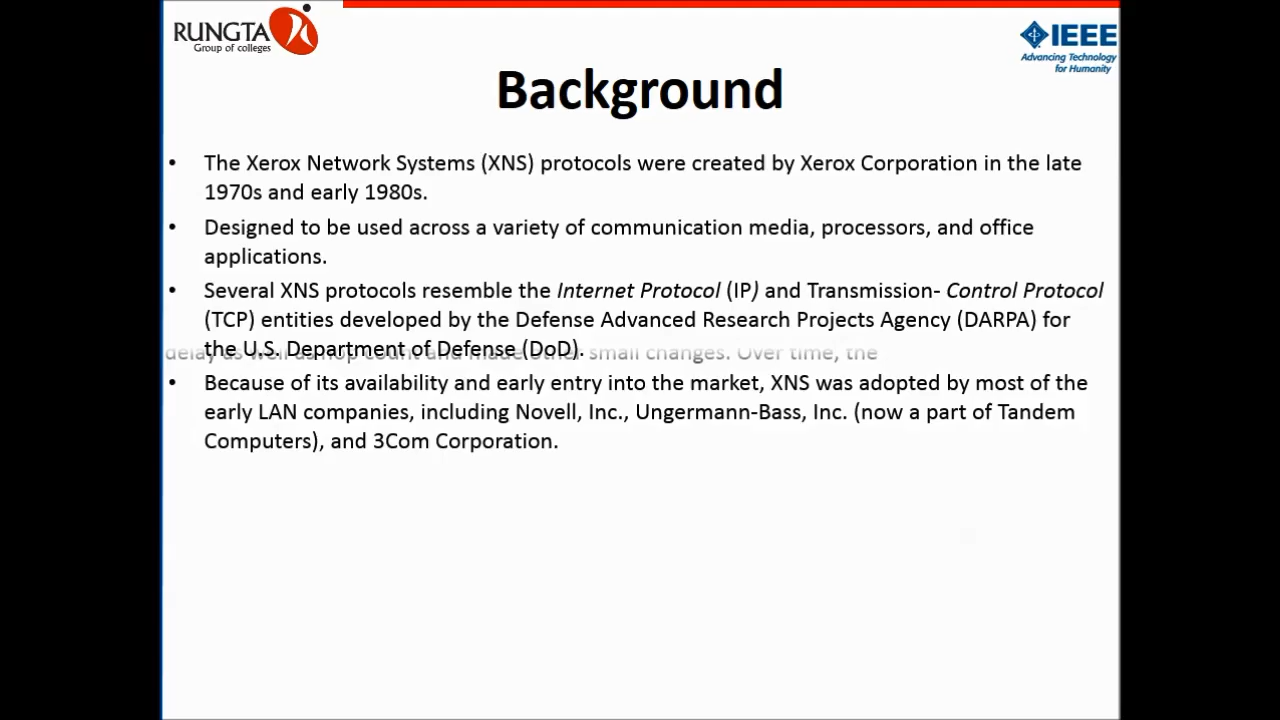 RUNGTA
Group of colleges
IEEE
Advancing Technology
for Humanity
Background
• The Xerox Network Systems (XNS) protocols were created by Xerox Corporation in the late
1970s and early 1980s.
• Designed to be used across a variety of communication media, processors, and office
applications.
• Several XNS protocols resemble the Internet Protocol (IP) and Transmission- Control Protocol
(TCP) entities developed by the Defense Advanced Research Projects Agency (DARPA) for
the U.S. Department of Defense (DoD).
small changes. Over time, the
• Because of its availability and early entry into the market, XNS was adopted by most of the
early LAN companies, including Novell, Inc., Ungermann-Bass, Inc. (now a part of Tandem
Computers), and 3Com Corporation.